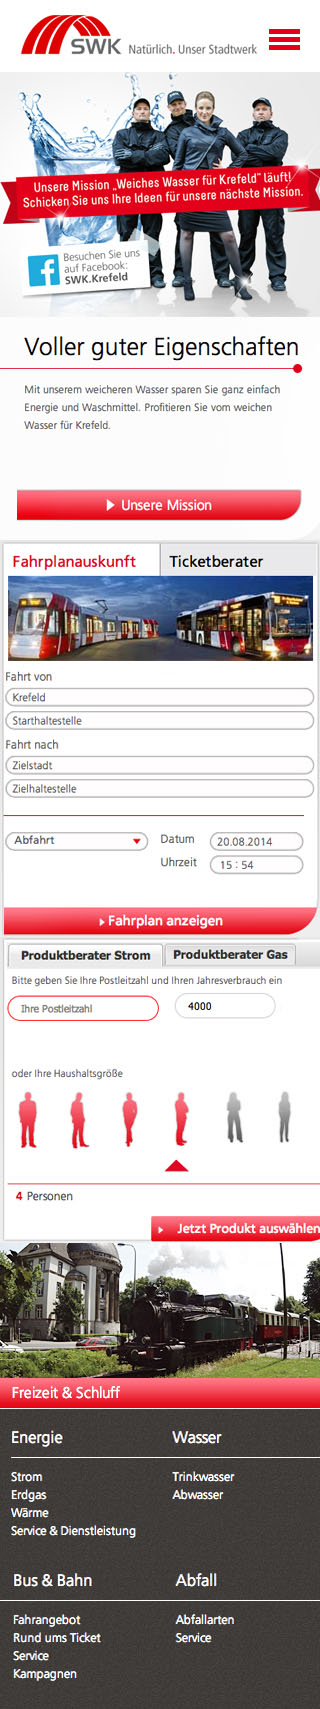 SWK Natürlich. Unser Stadtwerk
Unsere Mission „Weiches Wasser für Krefeld" läuft!
Schicken Sie uns Ihre Ideen für unsere nächste Mission.
Besuchen Sie uns
auf Facebook:
SWK.Krefeld
Voller guter Eigenschaften
Mit unserem weicheren Wasser sparen Sie ganz einfach
Energie und Waschmittel. Profitieren Sie vom weichen
Wasser für Krefeld.
Unsere Mission
Fahrplanauskunft Ticketberater
Fahrt von
Krefeld
Starthaltestelle
Fahrt nach
Zielstadt
Zielhaltestelle
Abfahrt Datum 20.08.2014
Uhrzeit 15 : 54
Fahrplan anzeigen
Produktberater Strom Produktberater Gas
Bitte geben Sie Ihre Postleitzahl und Ihren Jahresverbrauch ein
Ihre Postleitzahl 4000
oder Ihre Haushaltsgröße
4 Personen
Jetzt Produkt auswählen
Freizeit & Schluff
Energie Wasser
Strom Trinkwasser
Erdgas Abwasser
Wärme
Service & Dienstleistung
Bus & Bahn Abfall
Fahrangebot Abfallarten
Rund ums Ticket Service
Service
Kampagnen